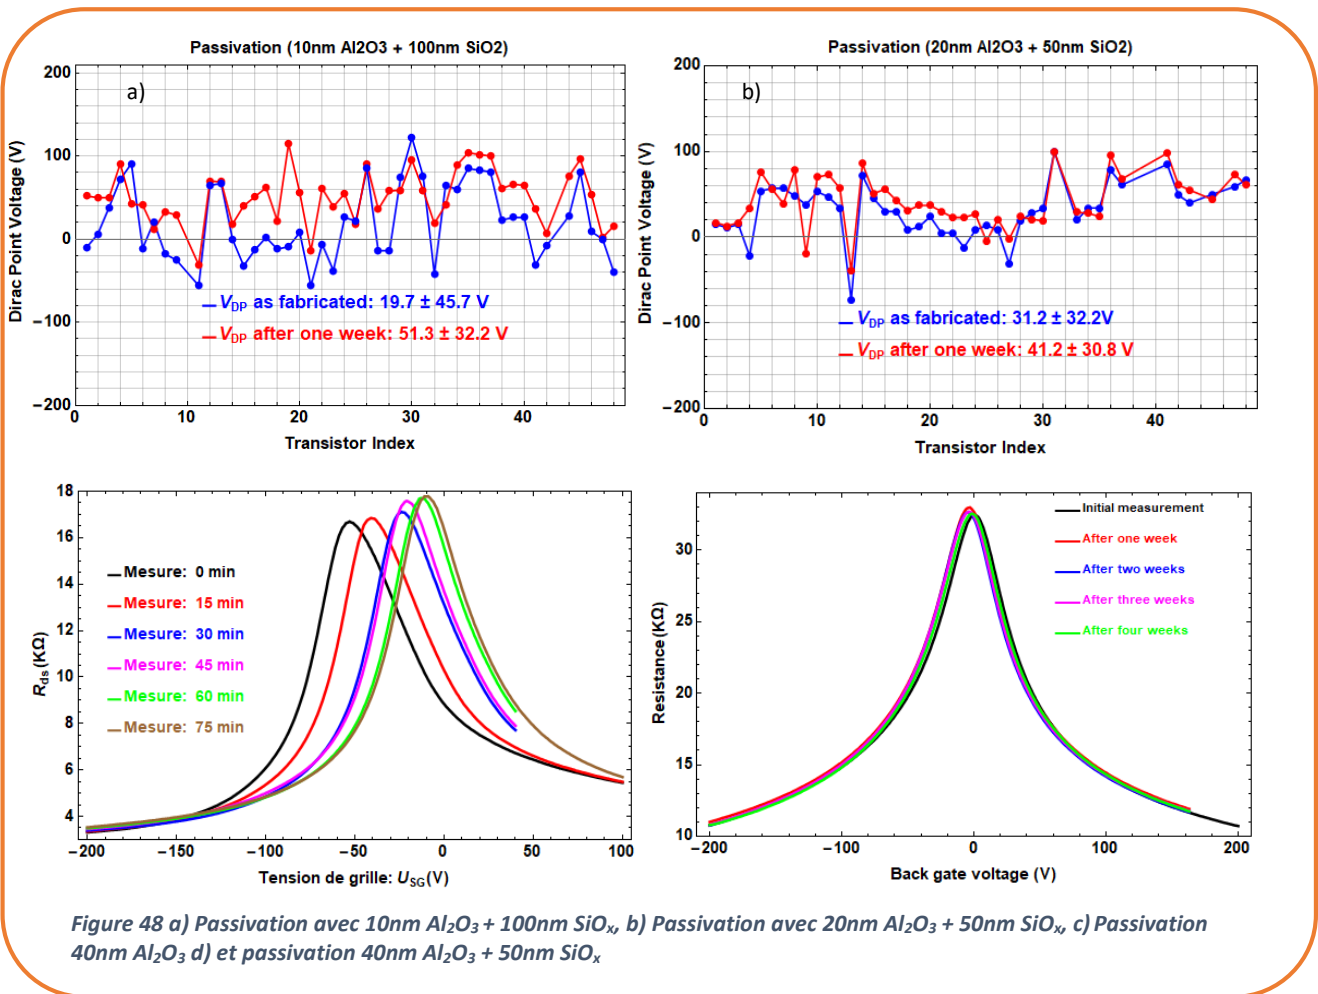 Passivation (10nm Al2O3 + 100nm SiO2)
a)
200
100
0
−100
−200
0
10
20
30
40
Dirac Point Voltage (V)
Transistor Index
V_DP as fabricated: 19.7 ± 45.7 V
V_DP after one week: 51.3 ± 32.2 V
Passivation (20nm Al2O3 + 50nm SiO2)
b)
200
100
0
−100
−200
0
10
20
30
40
Dirac Point Voltage (V)
Transistor Index
V_DP as fabricated: 31.2 ± 32.2V
V_DP after one week: 41.2 ± 30.8 V
18
16
14
12
10
8
6
4
R_ds(KΩ)
Mesure: 0 min
Mesure: 15 min
Mesure: 30 min
Mesure: 45 min
Mesure: 60 min
Mesure: 75 min
−200
−150
−100
−50
0
50
100
Tension de grille: U_SG(V)
30
25
20
15
10
Resistance (KΩ)
Initial measurement
After one week
After two weeks
After three weeks
After four weeks
−200
−100
0
100
200
Back gate voltage (V)
Figure 48 a) Passivation avec 10nm Al₂O₃ + 100nm SiOₓ, b) Passivation avec 20nm Al₂O₃ + 50nm SiOₓ, c) Passivation
40nm Al₂O₃ d) et passivation 40nm Al₂O₃ + 50nm SiOₓ